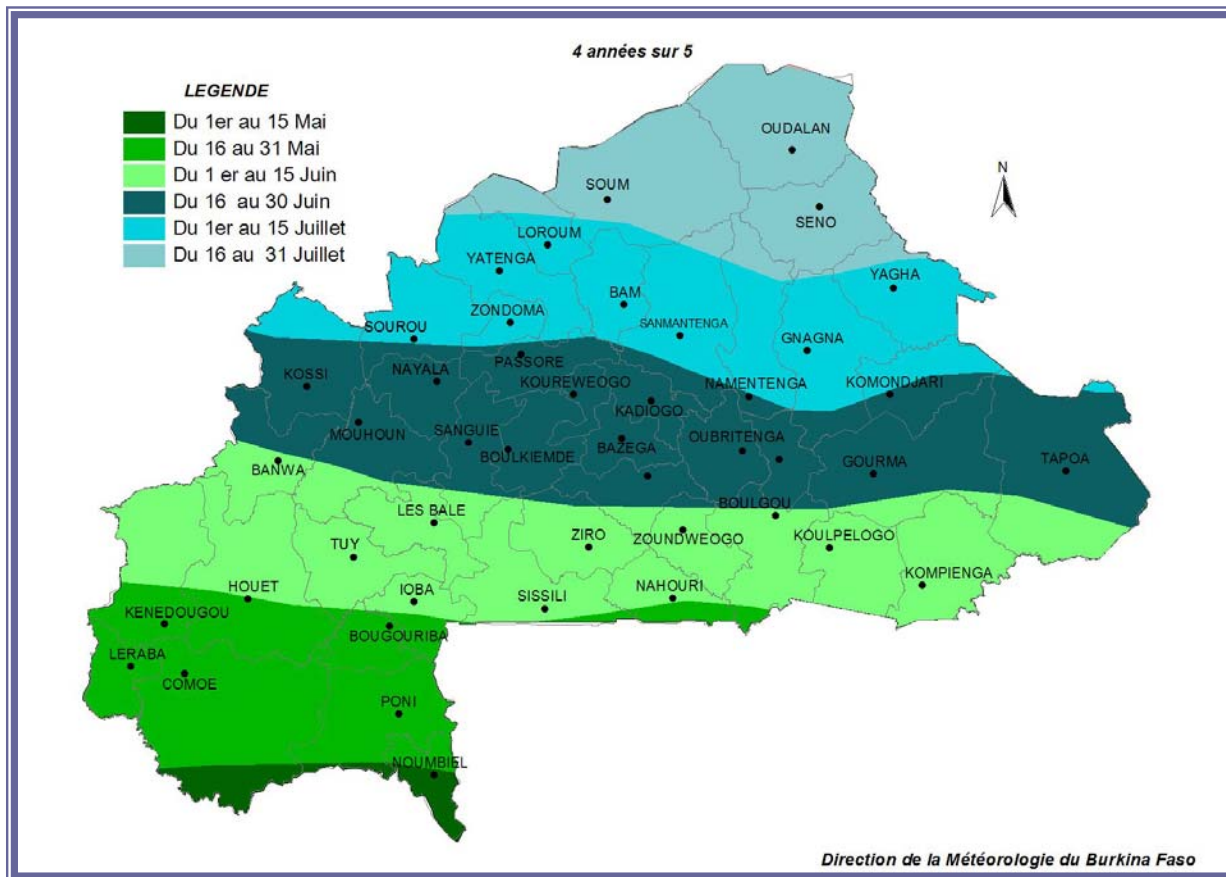 4 années sur 5
LEGENDE
Du 1er au 15 Mai
Du 16 au 31 Mai
Du 1 er au 15 Juin
Du 16 au 30 Juin
Du 1er au 15 Juillet
Du 16 au 31 Juillet
N
OUDALAN
SOUM
SENO
LOROUM
YATENGA
YAGHA
BAM
ZONDOMA
SANMANTENGA
SOUROU
GNAGNA
PASSORE
KOSSI
NAYALA
KOUREWEOGO
NAMENTENGA
KOMONDJARI
KADIOGO
MOUHOUN
SANGUIE
OUBRITENGA
BAZEGA
BOULKIEMDE
GOURMA
TAPOA
BANWA
BOULGOU
LES BALE
ZIRO
ZOUNDWEOGO
KOULPELOGO
TUY
KOMPIENGA
HOUET
IOBA
SISSILI
NAHOURI
KENEDOUGOU
BOUGOURIBA
LERABA
COMOE
PONI
NOUMBIEL
Direction de la Météorologie du Burkina Faso